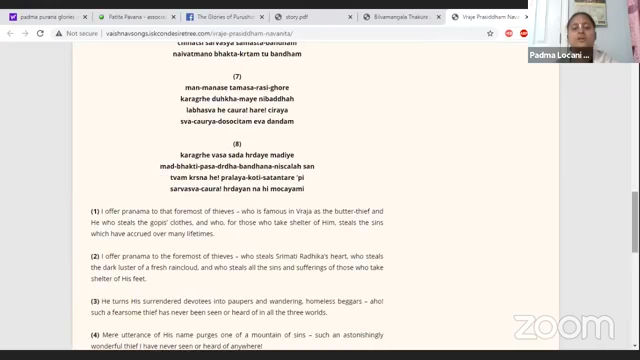 padma purana glories o
Patita Pavana - associat
The Glories of Purusho
story.pdf
Bilvamangala Thakure
Vraje Prasiddham Nav
Not secure | vaishnavsongs.iskcondesiretree.com/vraje-prasiddham-navanita/
Padma Locani
chinatsi sarvasya samasta-bandham
naivatmano bhakta-krtam tu bandham
(7)
man-manase tamasa-rasi-ghore
karagrhe duhkha-maye nibaddhah
labhasva he caura! hare! ciraya
sva-caurya-dosocitam eva dandam
(8)
karagrhe vasa sada hrdaye madiye
mad-bhakti-pasa-drdha-bandhana-niscalah san
tvam krsna he! pralaya-koti-satantare 'pi
sarvasva-caura! hrdayan na hi mocayami
(1) I offer pranama to that foremost of thieves – who is famous in Vraja as the butter-thief and
He who steals the gopis' clothes, and who, for those who take shelter of Him, steals the sins
which have accrued over many lifetimes.
(2) I offer pranama to the foremost of thieves – who steals Srimati Radhika's heart, who steals
the dark luster of a fresh raincloud, and who steals all the sins and sufferings of those who take
shelter of His feet.
(3) He turns His surrendered devotees into paupers and wandering, homeless beggars – aho!
such a fearsome thief has never been seen or heard of in all the three worlds.
(4) Mere utterance of His name purges one of a mountain of sins – such an astonishingly
wonderful thief I have never seen or heard of anywhere!
zoom